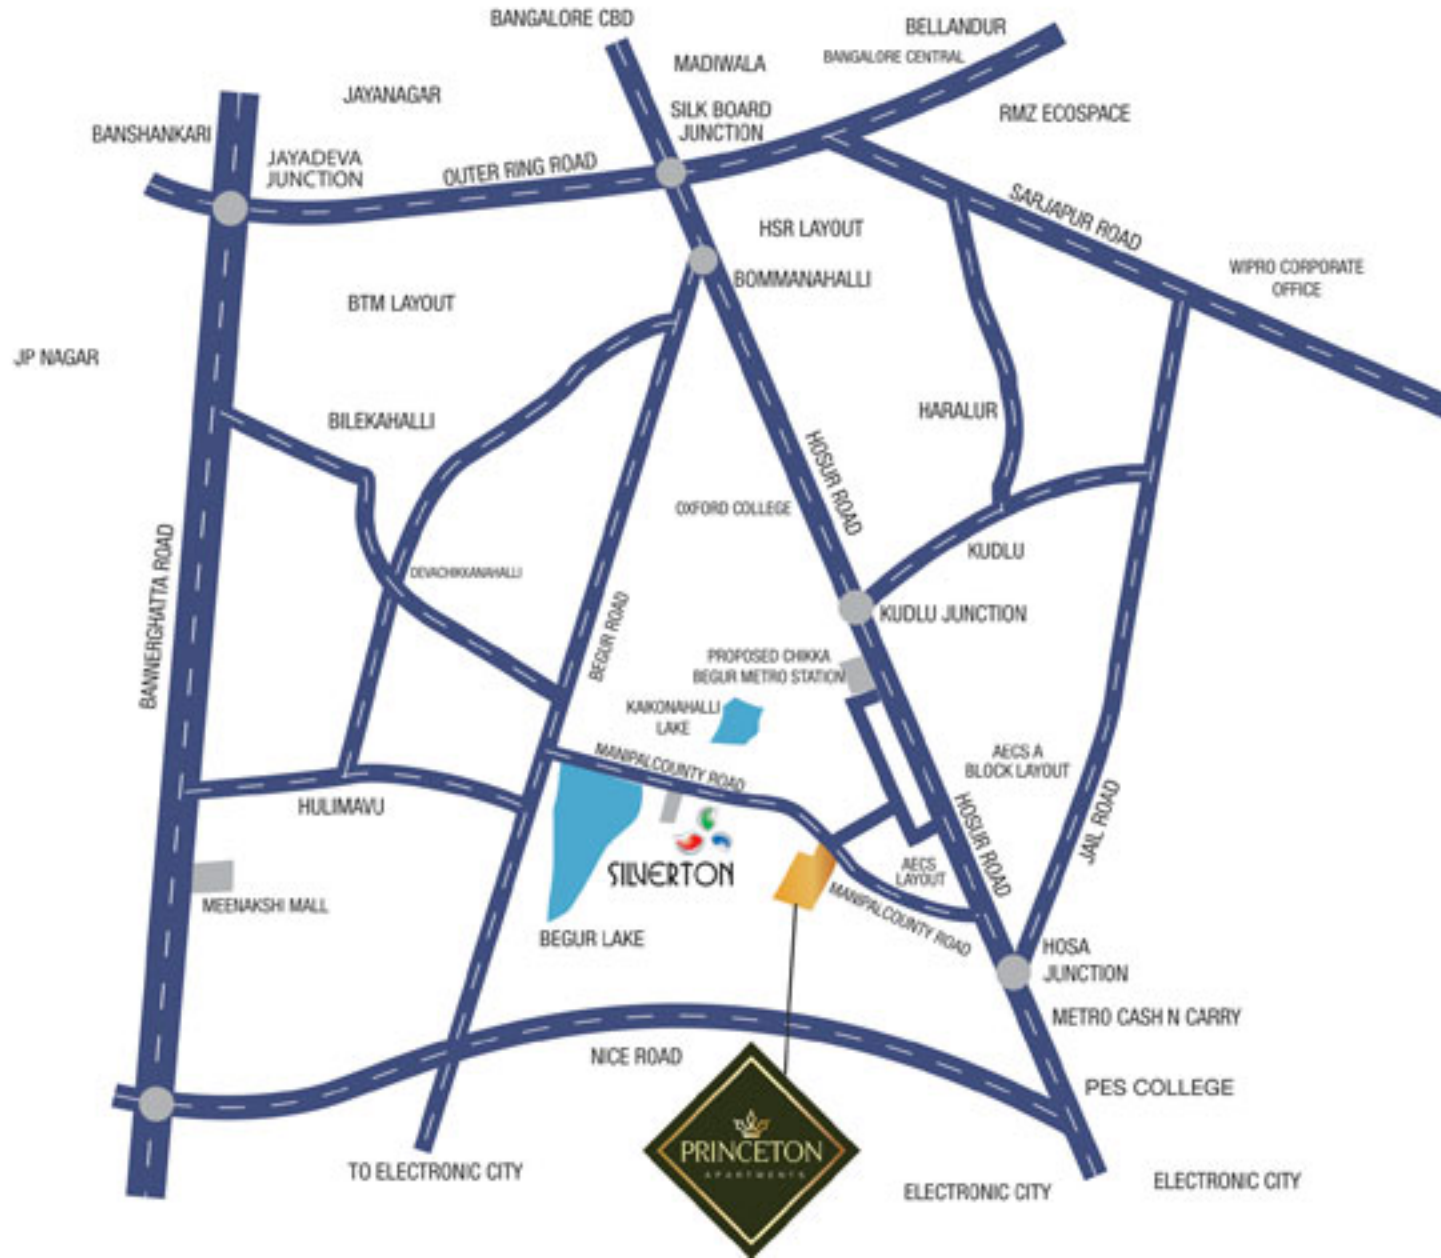 BANGALORE CBD
BELLANDUR
BANGALORE CENTRAL
MADIWALA
JAYANAGAR
SILK BOARD
JUNCTION
RMZ ECOSPACE
BANSHANKARI
JAYADEVA
JUNCTION
OUTER RING ROAD
SARJAPUR ROAD
HSR LAYOUT
WIPRO CORPORATE
OFFICE
BOMMANAHALLI
BTM LAYOUT
JP NAGAR
BILEKAHALLI
HARALUR
HOSUR ROAD
OXFORD COLLEGE
KUDLU
BANNERGHATTA ROAD
DEVACHIKKANAHALLI
BEGUR ROAD
KUDLU JUNCTION
PROPOSED CHIKKA
BEGUR METRO STATION
KAIKONAHALLI
LAKE
MANIPALCOUNTY ROAD
AECS A
BLOCK LAYOUT
HULIMAVU
HOSUR ROAD
JAIL ROAD
SILVERTON
AECS
LAYOUT
MEENAKSHI MALL
MANIPALCOUNTY ROAD
BEGUR LAKE
HOSA
JUNCTION
METRO CASH N CARRY
NICE ROAD
PES COLLEGE
PRINCETON
APARTMENTS
TO ELECTRONIC CITY
ELECTRONIC CITY
ELECTRONIC CITY